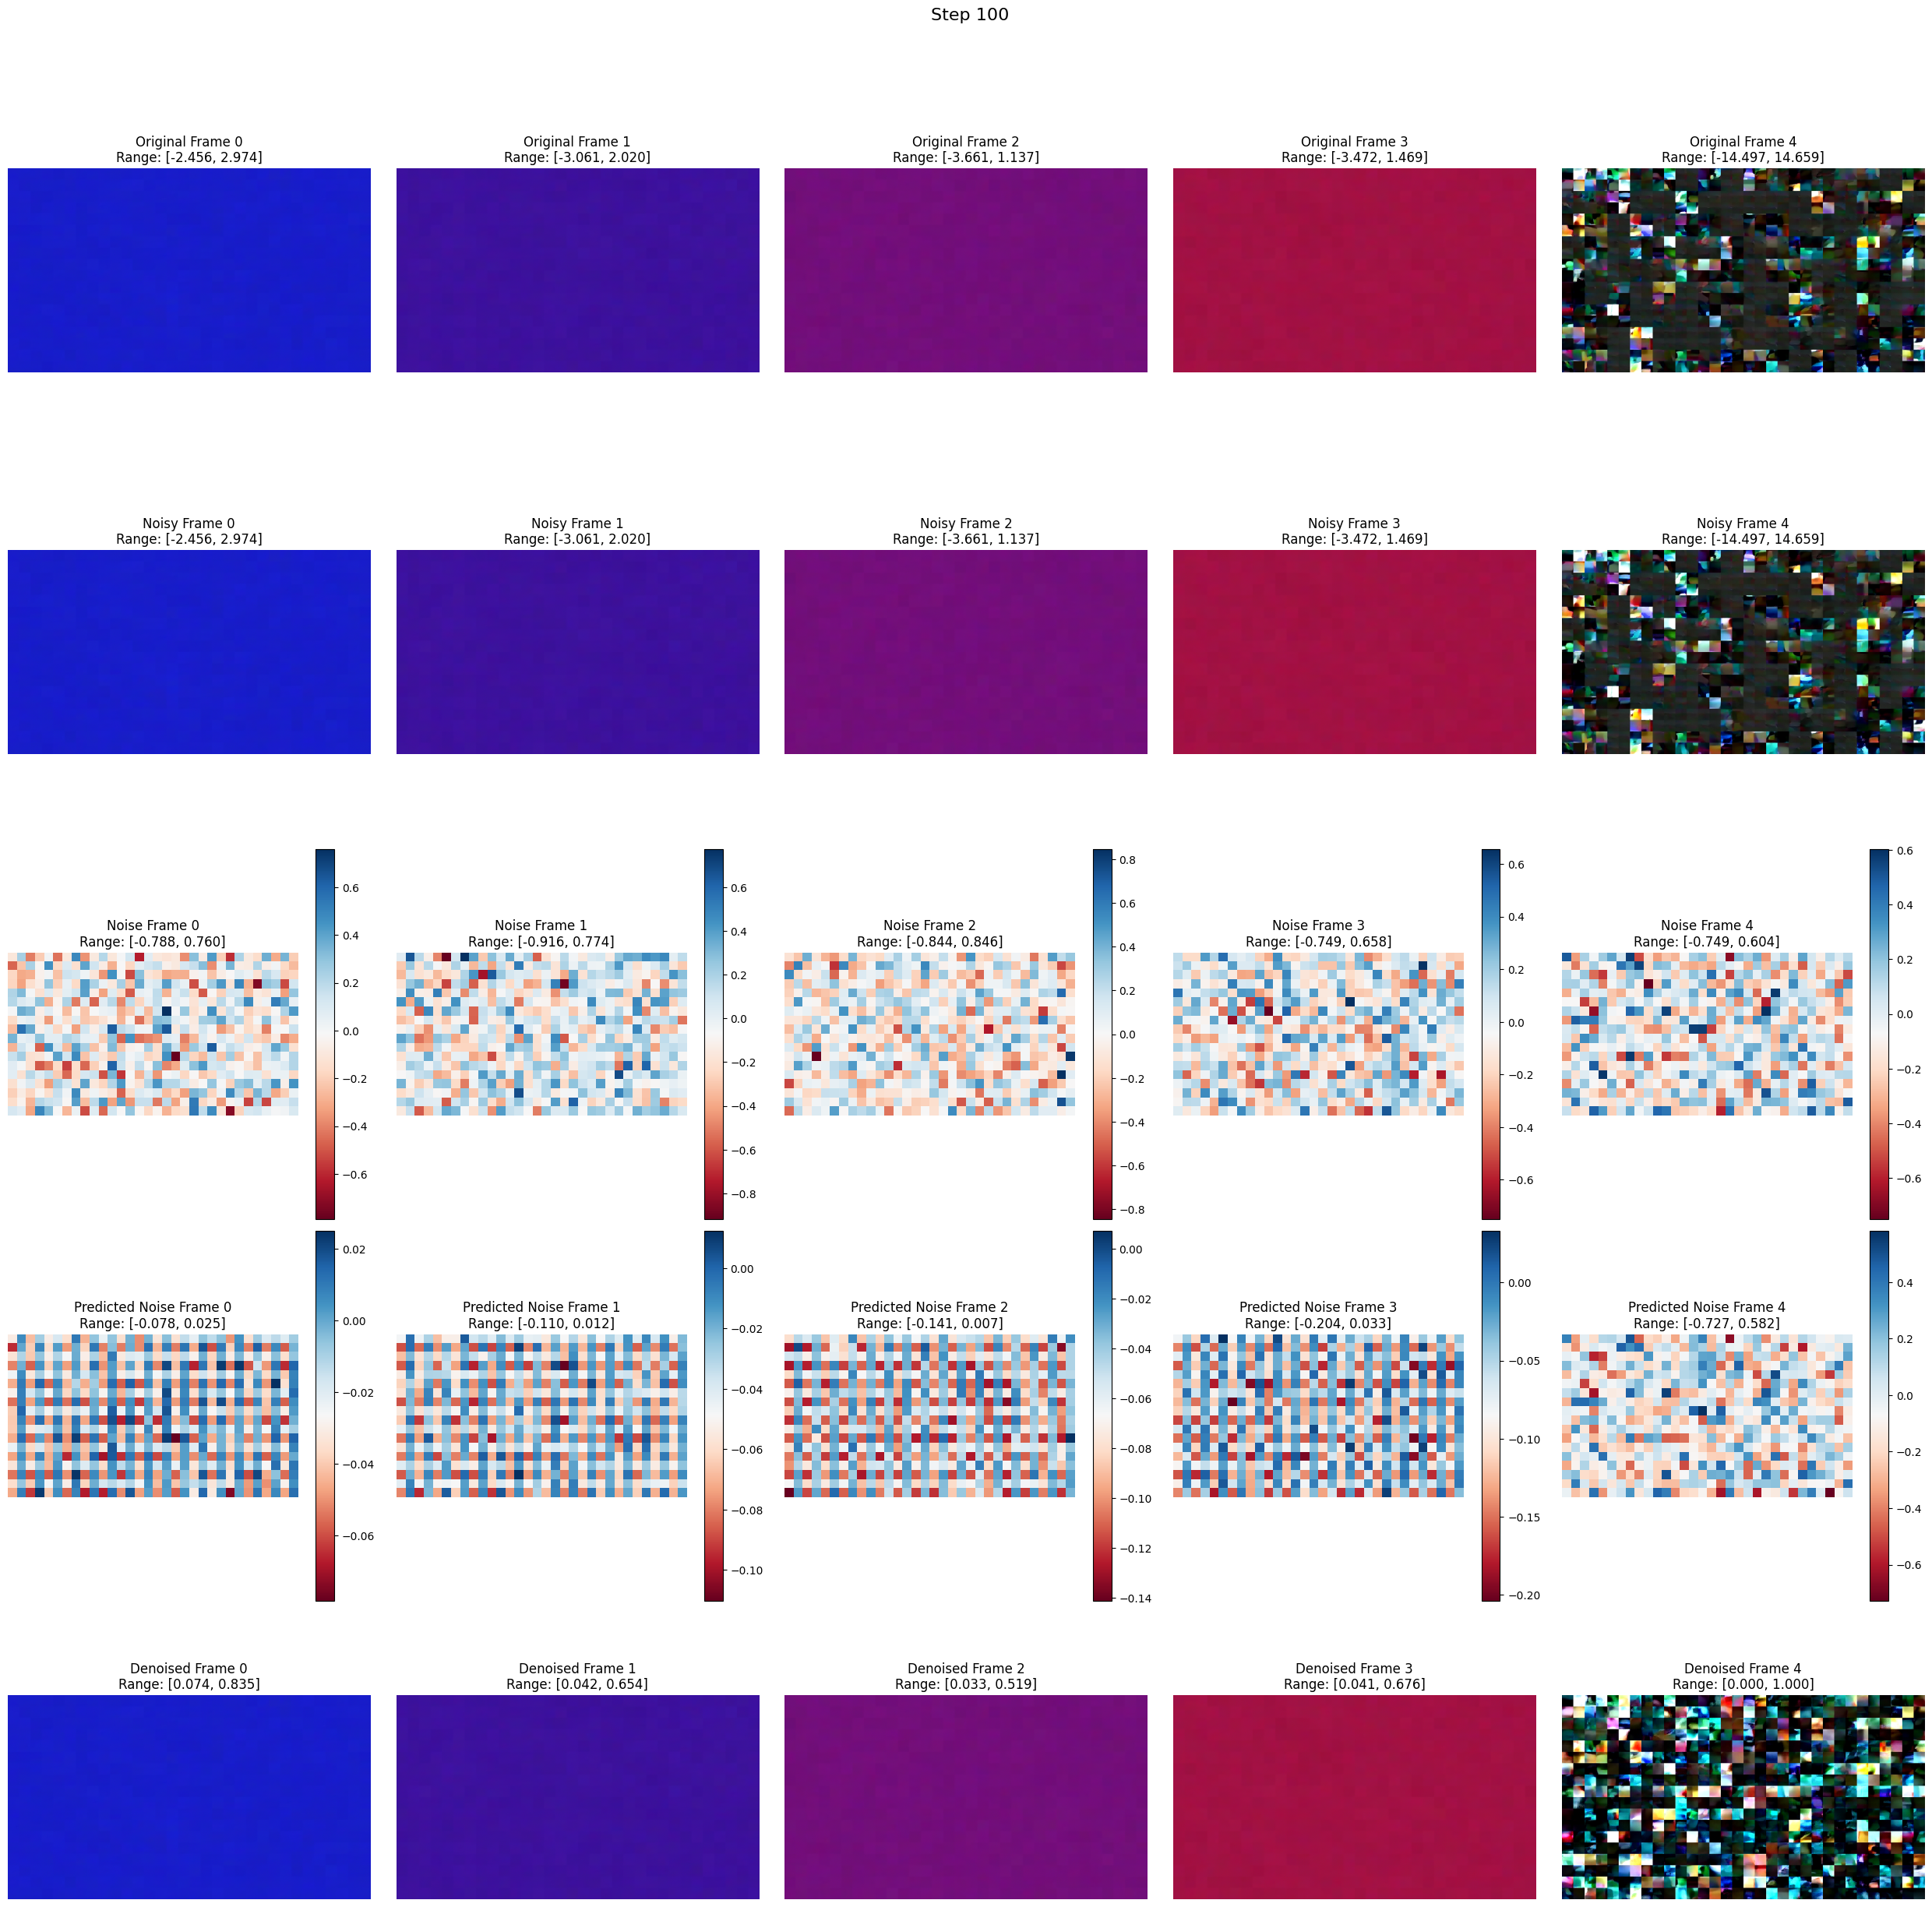 Step 100
Original Frame 0
Range: [-2.456, 2.974]
Original Frame 1
Range: [-3.061, 2.020]
Original Frame 2
Range: [-3.661, 1.137]
Original Frame 3
Range: [-3.472, 1.469]
Original Frame 4
Range: [-14.497, 14.659]
Noisy Frame 0
Range: [-2.456, 2.974]
Noisy Frame 1
Range: [-3.061, 2.020]
Noisy Frame 2
Range: [-3.661, 1.137]
Noisy Frame 3
Range: [-3.472, 1.469]
Noisy Frame 4
Range: [-14.497, 14.659]
Noise Frame 0
Range: [-0.788, 0.760]
0.6
0.4
0.2
0.0
−0.2
−0.4
−0.6
Noise Frame 1
Range: [-0.916, 0.774]
0.6
0.4
0.2
0.0
−0.2
−0.4
−0.6
−0.8
Noise Frame 2
Range: [-0.844, 0.846]
0.8
0.6
0.4
0.2
0.0
−0.2
−0.4
−0.6
−0.8
Noise Frame 3
Range: [-0.749, 0.658]
0.6
0.4
0.2
0.0
−0.2
−0.4
−0.6
Noise Frame 4
Range: [-0.749, 0.604]
0.6
0.4
0.2
0.0
−0.2
−0.4
−0.6
Predicted Noise Frame 0
Range: [-0.078, 0.025]
0.02
0.00
−0.02
−0.04
−0.06
Predicted Noise Frame 1
Range: [-0.110, 0.012]
0.00
−0.02
−0.04
−0.06
−0.08
−0.10
Predicted Noise Frame 2
Range: [-0.141, 0.007]
0.00
−0.02
−0.04
−0.06
−0.08
−0.10
−0.12
−0.14
Predicted Noise Frame 3
Range: [-0.204, 0.033]
0.00
−0.05
−0.10
−0.15
−0.20
Predicted Noise Frame 4
Range: [-0.727, 0.582]
0.4
0.2
0.0
−0.2
−0.4
−0.6
Denoised Frame 0
Range: [0.074, 0.835]
Denoised Frame 1
Range: [0.042, 0.654]
Denoised Frame 2
Range: [0.033, 0.519]
Denoised Frame 3
Range: [0.041, 0.676]
Denoised Frame 4
Range: [0.000, 1.000]